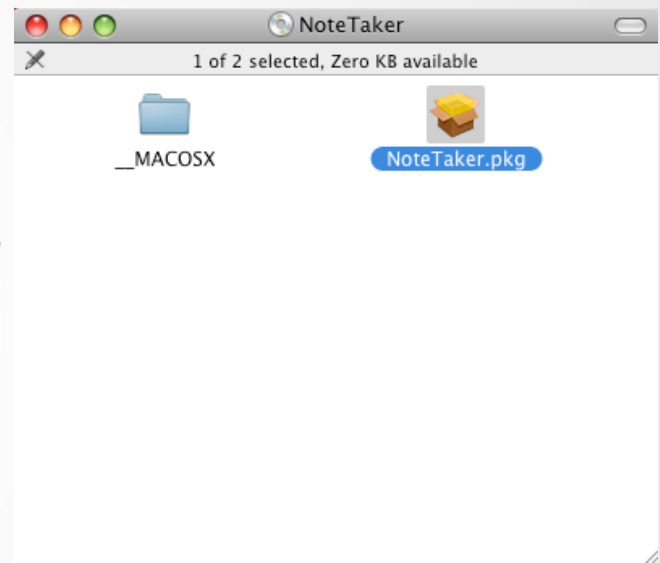 NoteTaker
1 of 2 selected, Zero KB available
__MACOSX
NoteTaker.pkg